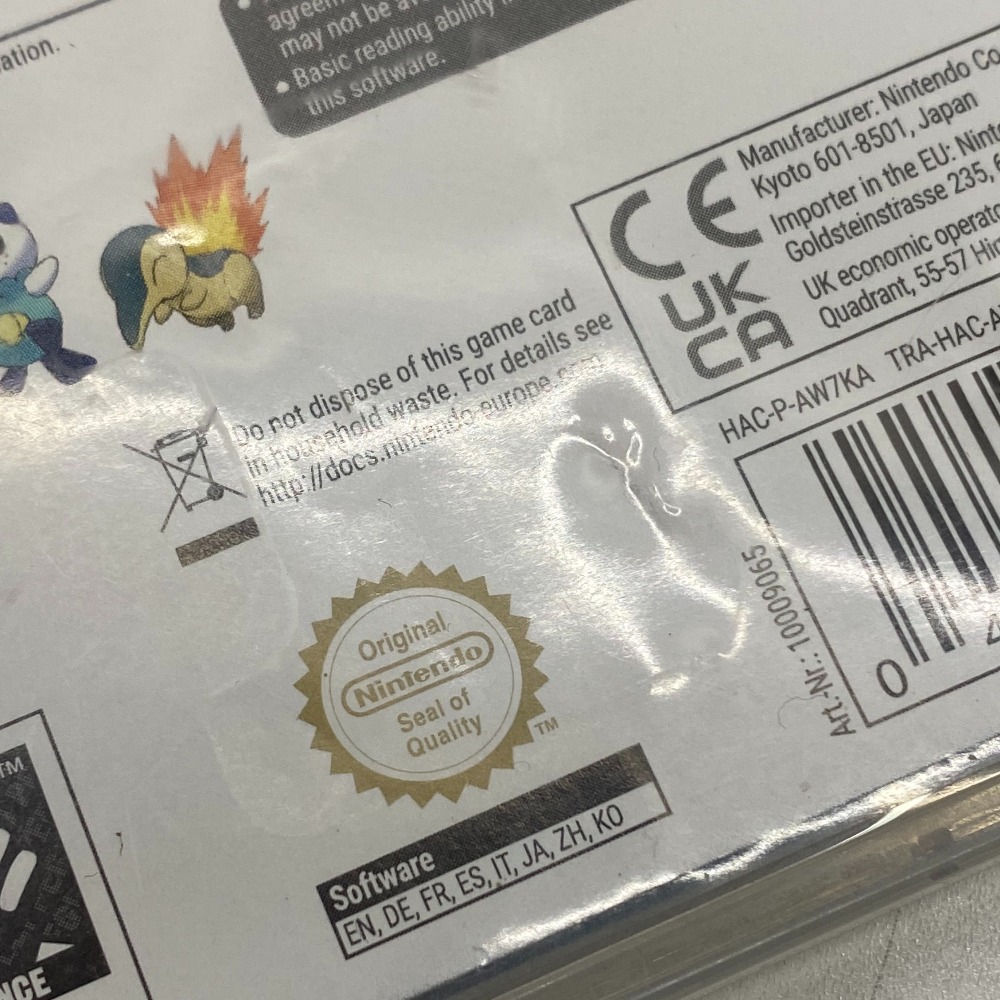 ation.
may not be
• Basic reading ability
this software.
Manufacturer: Nintendo Co
Kyoto 601-8501, Japan
Importer in the EU: Nint
Goldsteinstrasse 235,
UK economic operato
Quadrant, 55-57
CE
UK
CA
Do not dispose of this game card
in household waste. For details see
http://docs.nintendo-europe.com
HAC-P-AW7KA TRA-HAC-A
Art.-Nr.: 10009065
0
Original
Nintendo
Seal of
Quality
TM
TM
Software
EN, DE, FR, ES, IT, JA, ZH, KO
NCE